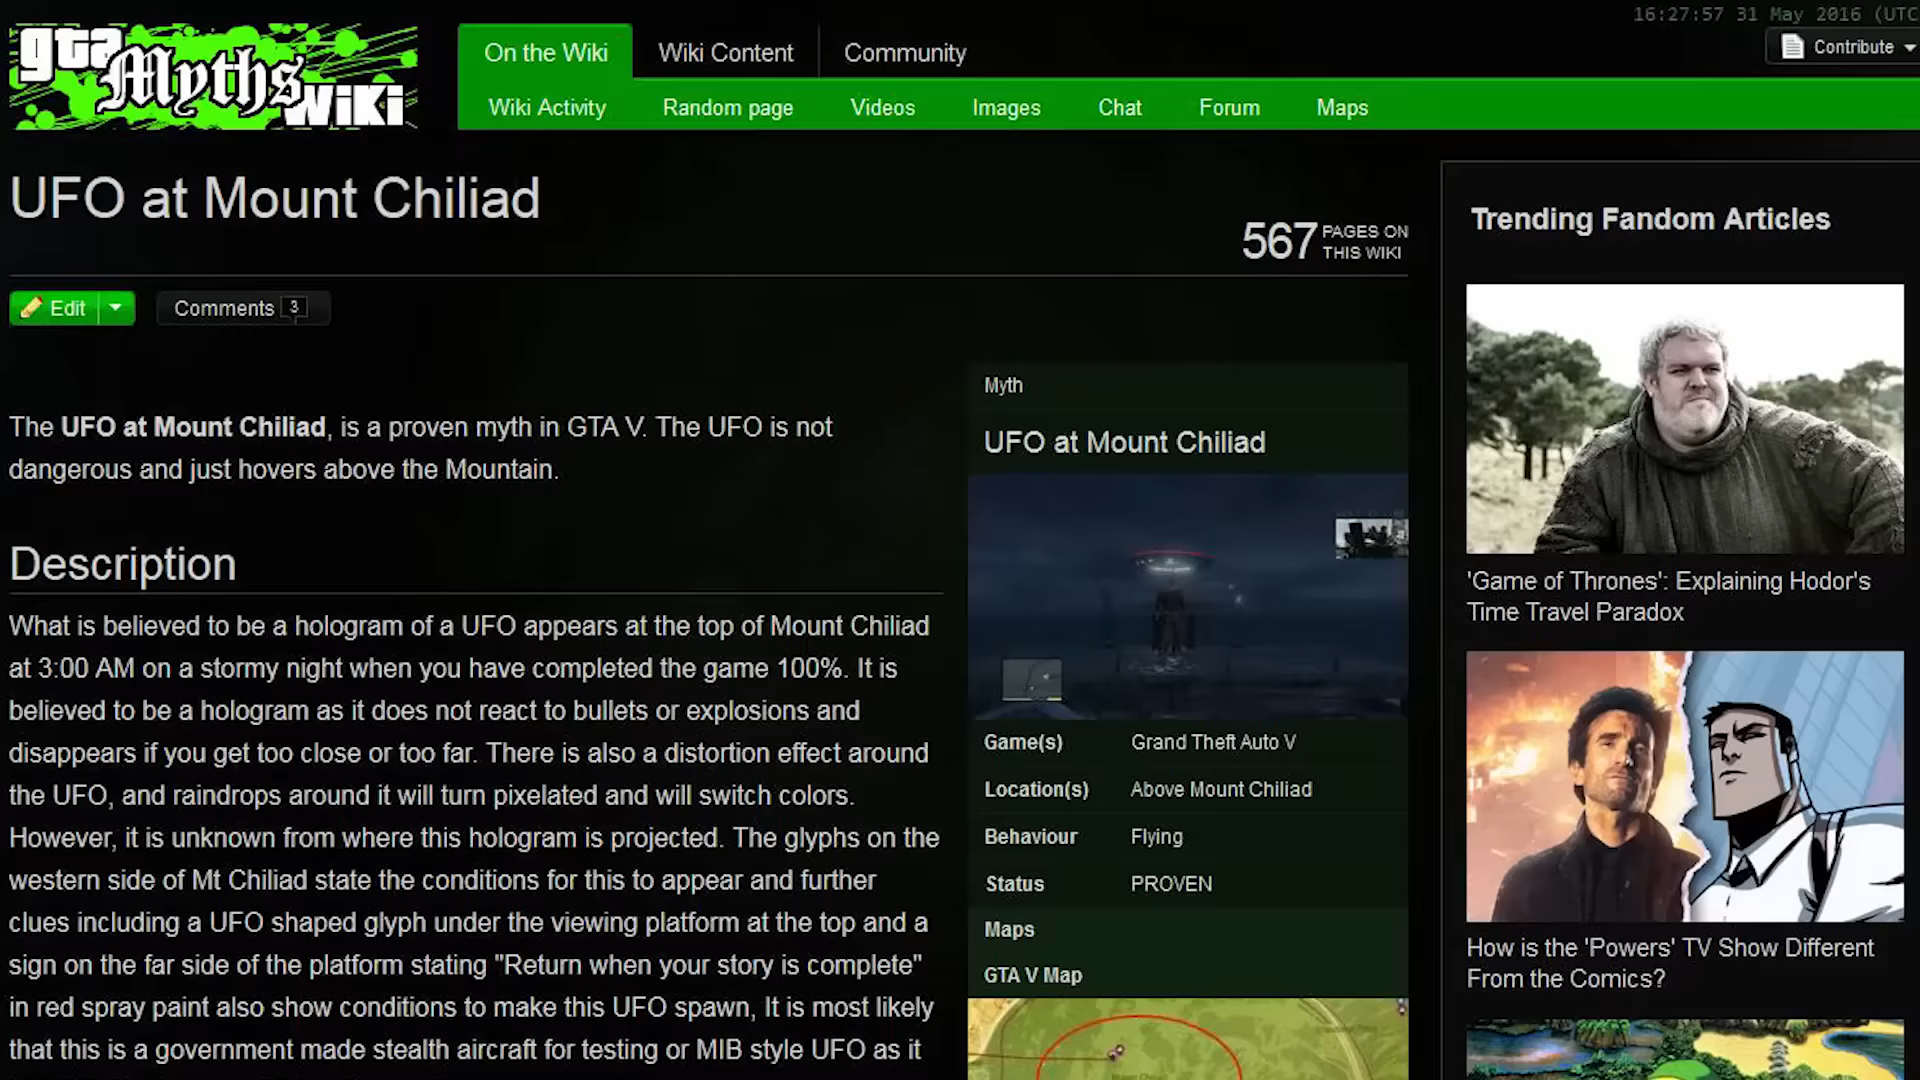 16:27:57 31 May 2016 (UTC
gta Myths WiKi
On the Wiki
Wiki Content
Community
Contribute
Wiki Activity
Random page
Videos
Images
Chat
Forum
Maps
UFO at Mount Chiliad
567 PAGES ON
THIS WIKI
Edit
Comments 3
The UFO at Mount Chiliad, is a proven myth in GTA V. The UFO is not
dangerous and just hovers above the Mountain.
Description
What is believed to be a hologram of a UFO appears at the top of Mount Chiliad
at 3:00 AM on a stormy night when you have completed the game 100%. It is
believed to be a hologram as it does not react to bullets or explosions and
disappears if you get too close or too far. There is also a distortion effect around
the UFO, and raindrops around it will turn pixelated and will switch colors.
However, it is unknown from where this hologram is projected. The glyphs on the
western side of Mt Chiliad state the conditions for this to appear and further
clues including a UFO shaped glyph under the viewing platform at the top and a
sign on the far side of the platform stating "Return when your story is complete"
in red spray paint also show conditions to make this UFO spawn, It is most likely
that this is a government made stealth aircraft for testing or MIB style UFO as it
Myth
UFO at Mount Chiliad
Game(s) Grand Theft Auto V
Location(s) Above Mount Chiliad
Behaviour Flying
Status PROVEN
Maps
GTA V Map
Trending Fandom Articles
'Game of Thrones': Explaining Hodor's
Time Travel Paradox
How is the 'Powers' TV Show Different
From the Comics?